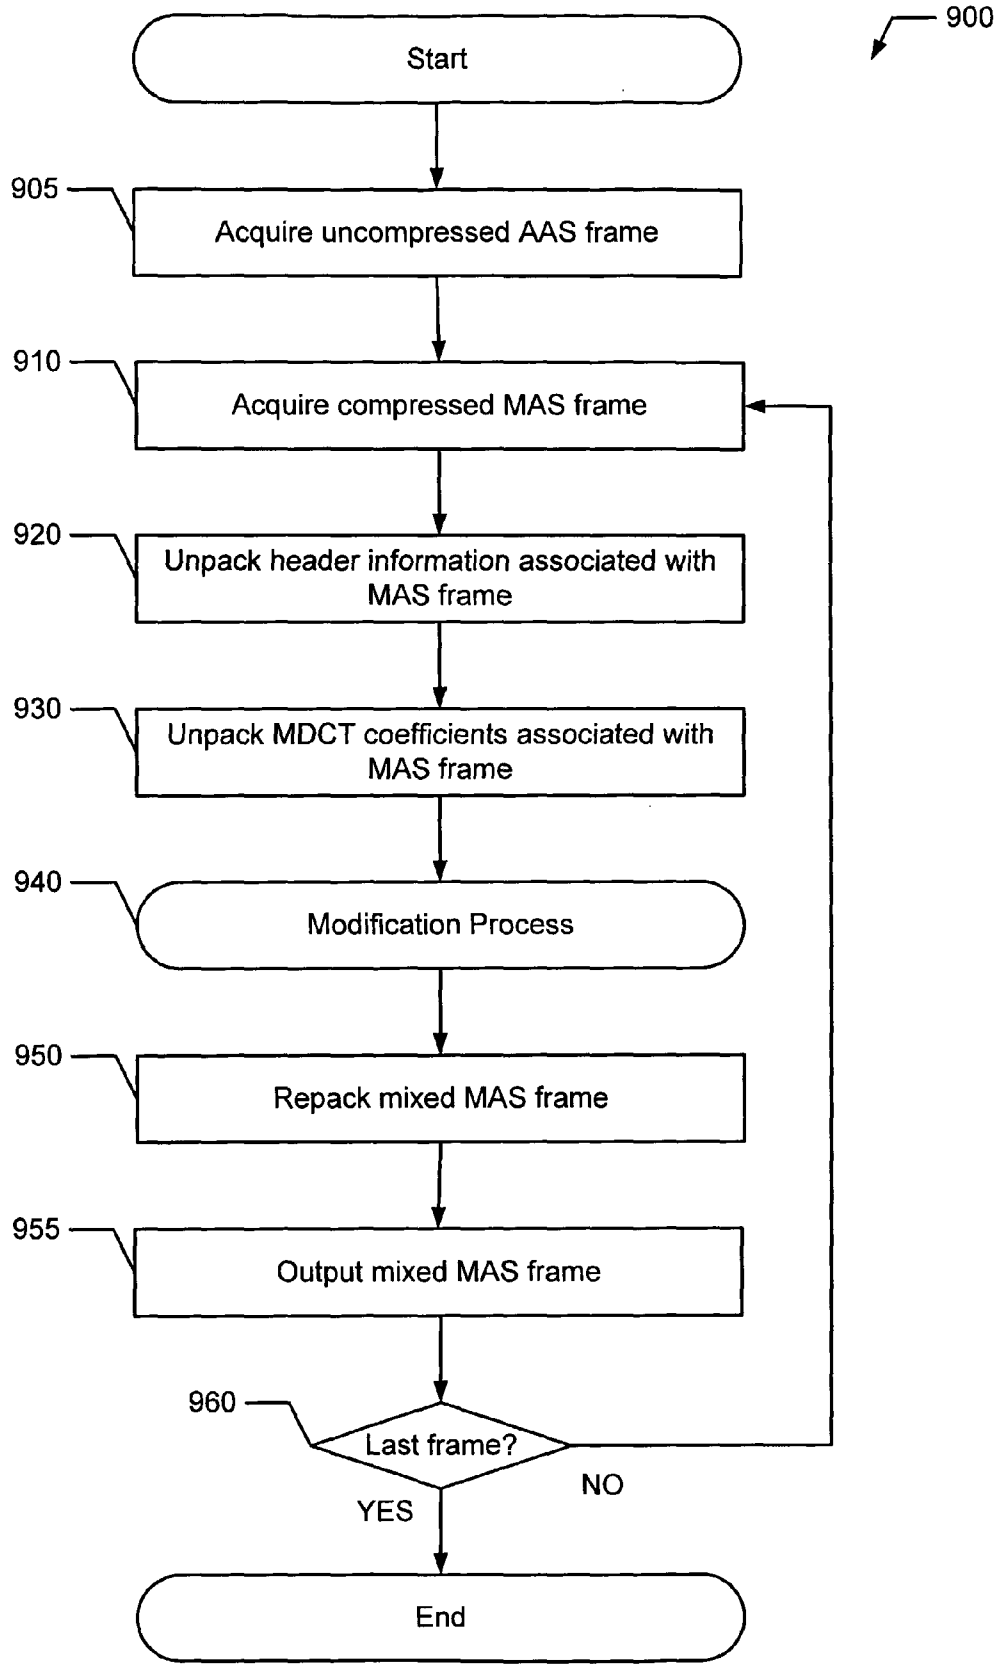 900
Start
905
Acquire uncompressed AAS frame
910
Acquire compressed MAS frame
920
Unpack header information associated with
MAS frame
930
Unpack MDCT coefficients associated with
MAS frame
940
Modification Process
950
Repack mixed MAS frame
955
Output mixed MAS frame
960
Last frame?
NO
YES
End